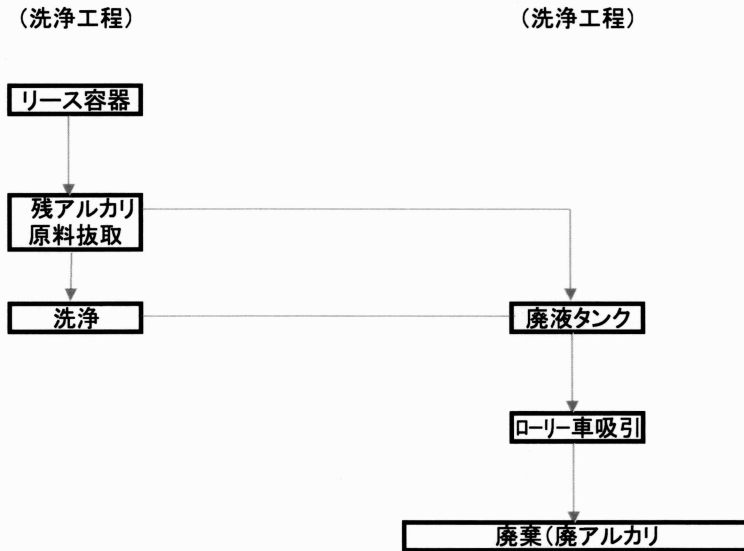 (洗浄工程)
(洗浄工程)
リース容器
残アルカリ
原料抜取
洗浄
廃液タンク
ローリー車吸引
廃棄(廃アルカリ